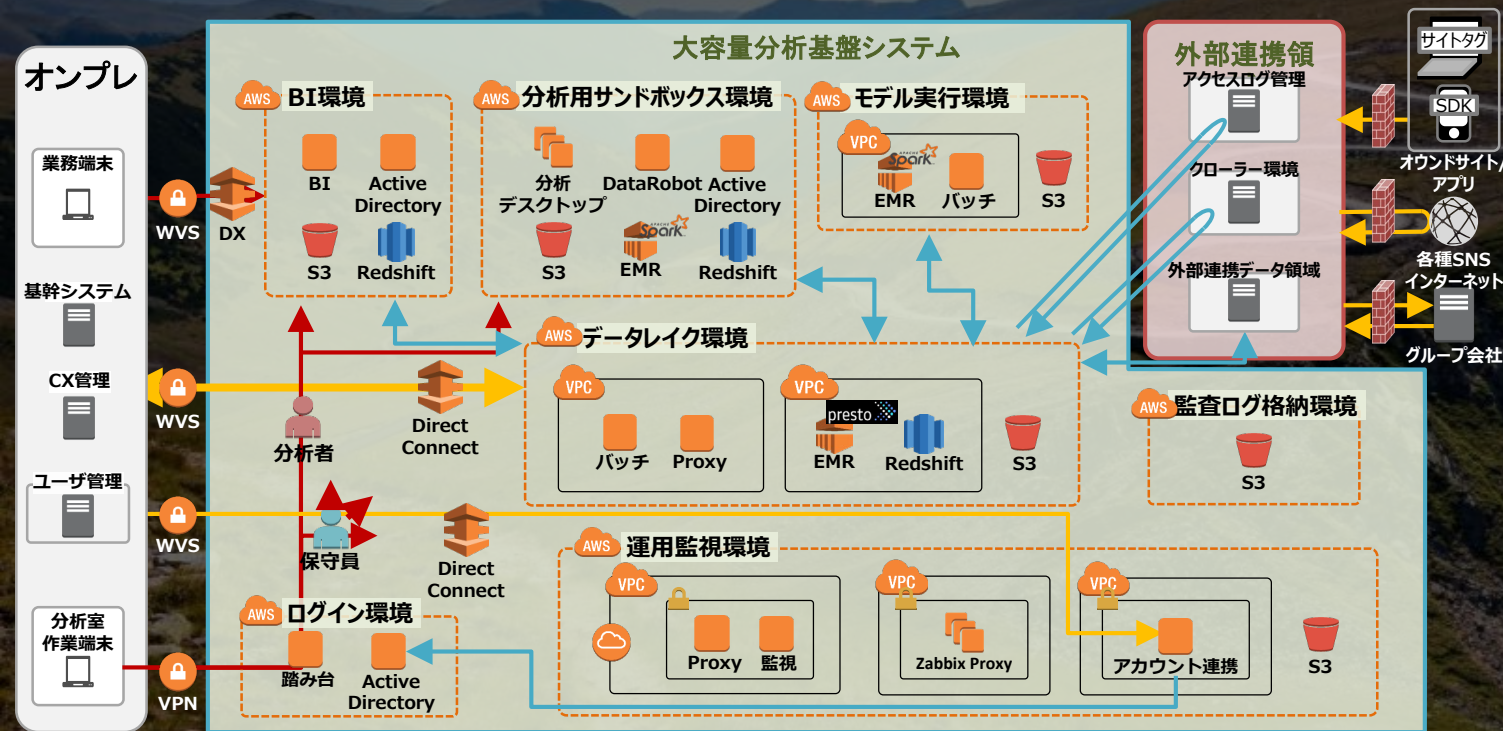 大容量分析基盤システム
オンプレ
業務端末
基幹システム
CX管理
ユーザ管理
分析室
作業端末
WVS
DX
WVS
WVS
VPN
AWS
BI環境
BI
Active
Directory
S3
Redshift
AWS
分析用サンドボックス環境
分析
デスクトップ
DataRobot
Active
Directory
S3
APACHE
Spark
EMR
Redshift
AWS
モデル実行環境
VPC
APACHE
Spark
EMR
バッチ
S3
外部連携領
アクセスログ管理
クローラー環境
外部連携データ領域
サイトタグ
SDK
オウンドサイト/
アプリ
各種SNS
インターネット
グループ会社
AWS
データレイク環境
VPC
バッチ
Proxy
VPC
presto
EMR
Redshift
S3
Direct
Connect
分析者
保守員
Direct
Connect
AWS
監査ログ格納環境
S3
AWS
運用監視環境
VPC
Proxy
監視
VPC
Zabbix Proxy
VPC
アカウント連携
S3
AWS
ログイン環境
踏み台
Active
Directory